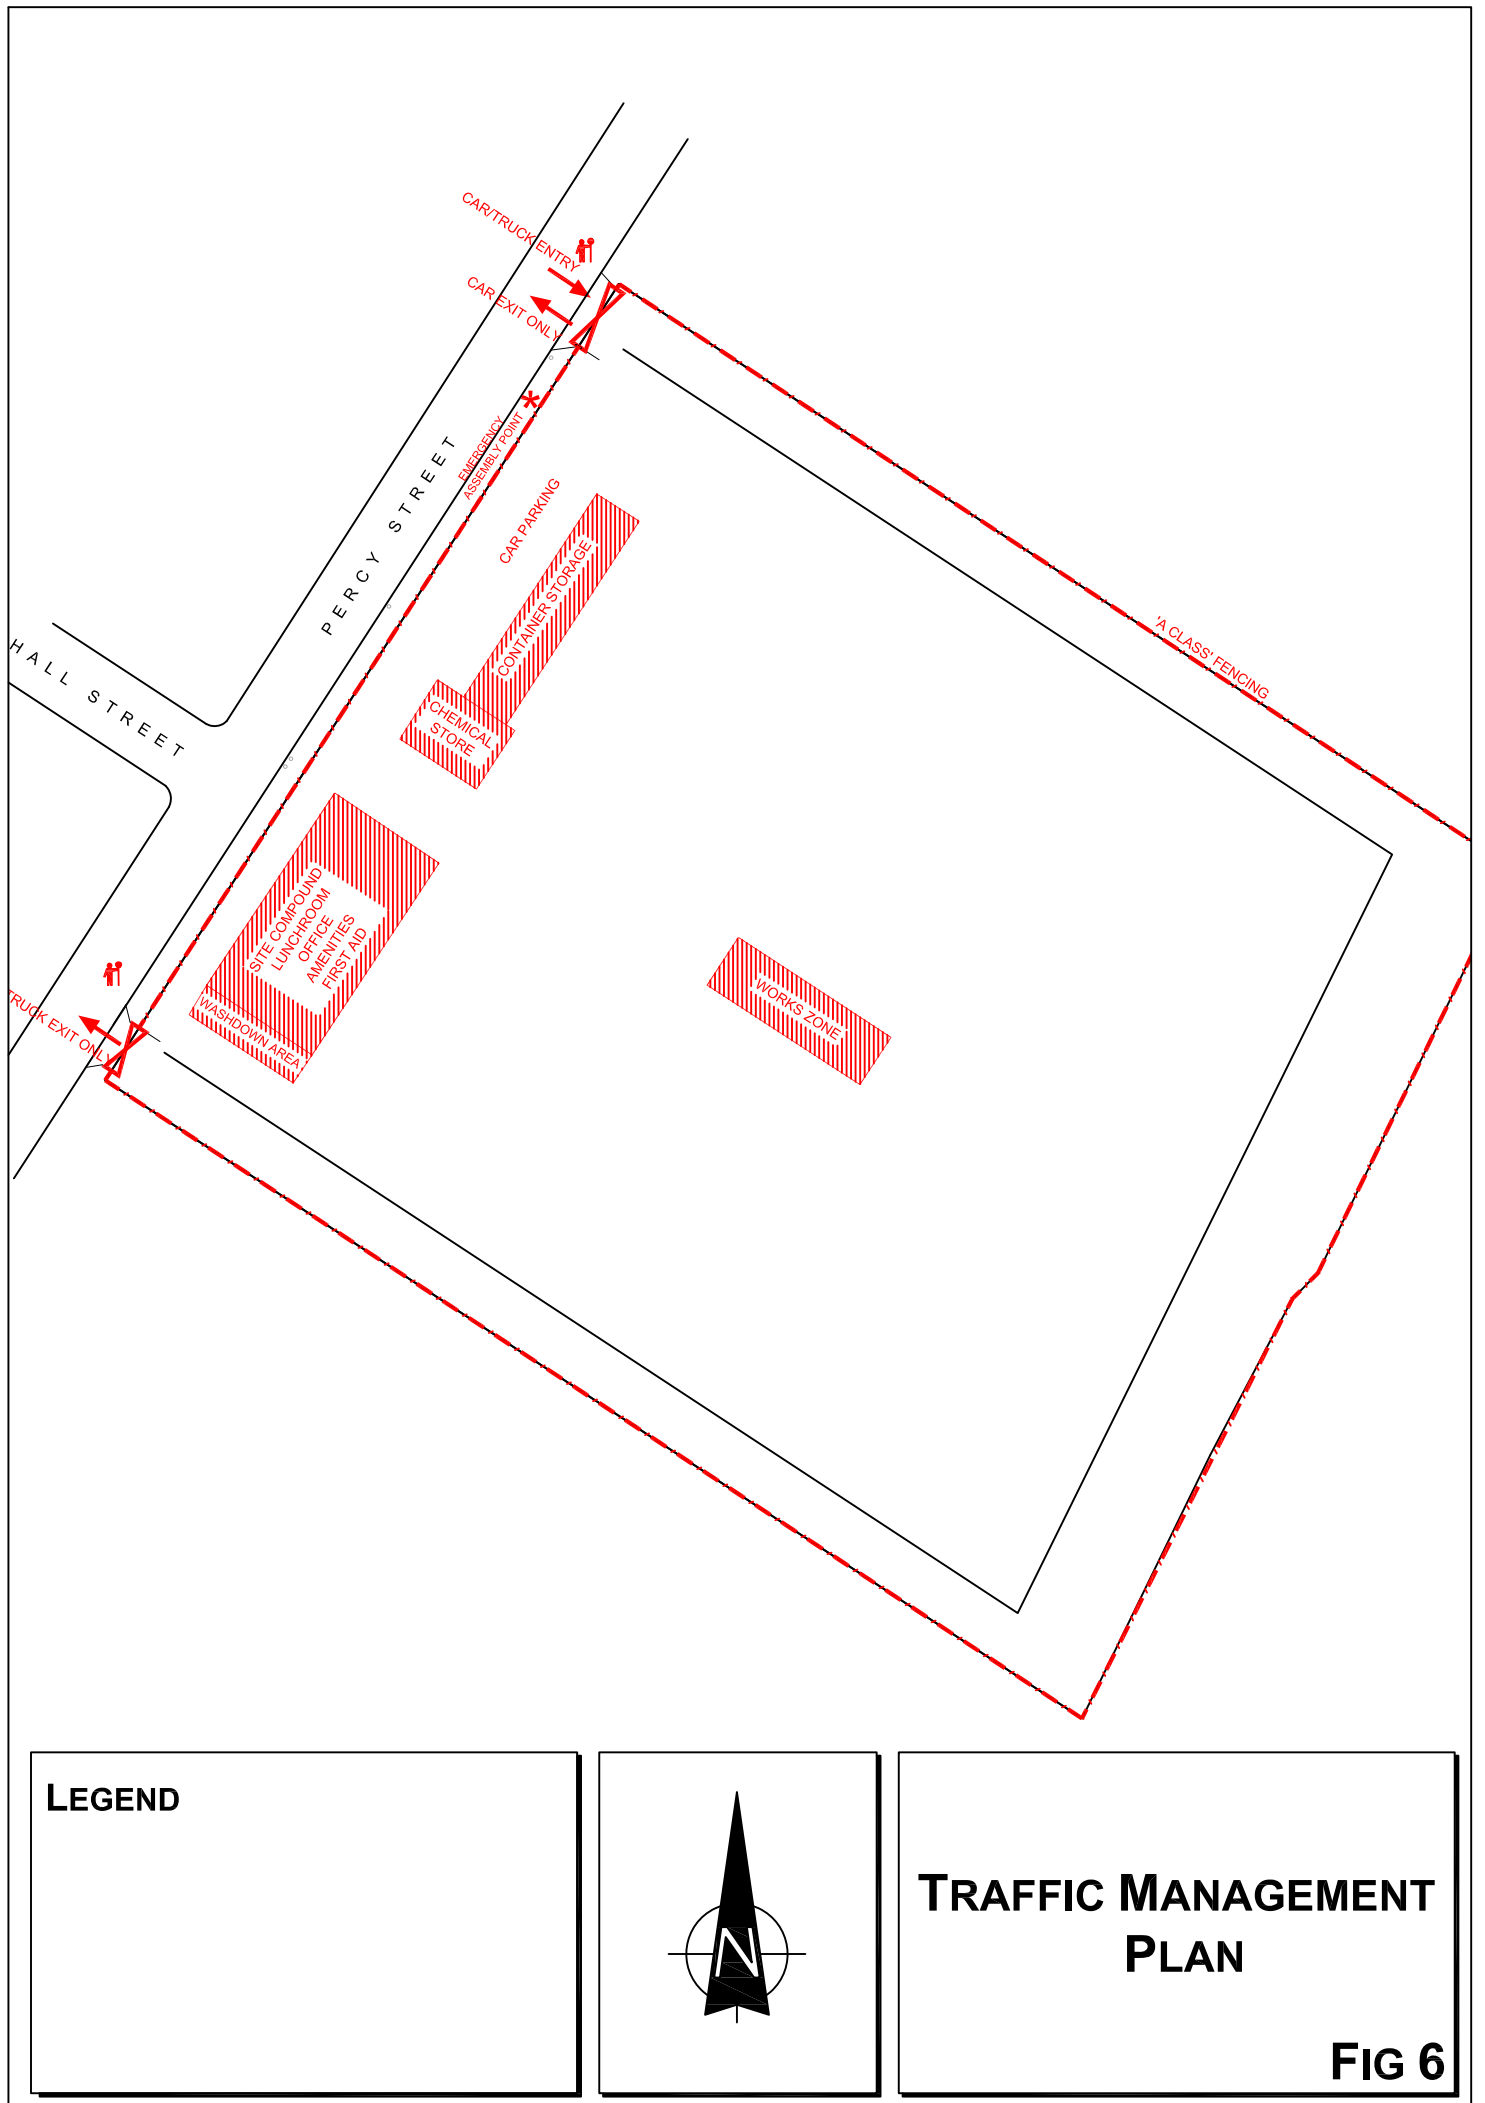 CAR/TRUCK ENTRY
CAR EXIT ONLY
EMERGENCY
ASSEMBLY POINT
*
PERCY STREET
CAR PARKING
CONTAINER STORAGE
'A CLASS' FENCING
HALL STREET
CHEMICAL
STORE
SITE COMPOUND
LUNCHROOM
OFFICE
AMENITIES
FIRST AID
WASHDOWN AREA
WORKS ZONE
TRUCK EXIT ONLY
LEGEND
N
TRAFFIC MANAGEMENT
PLAN
FIG 6